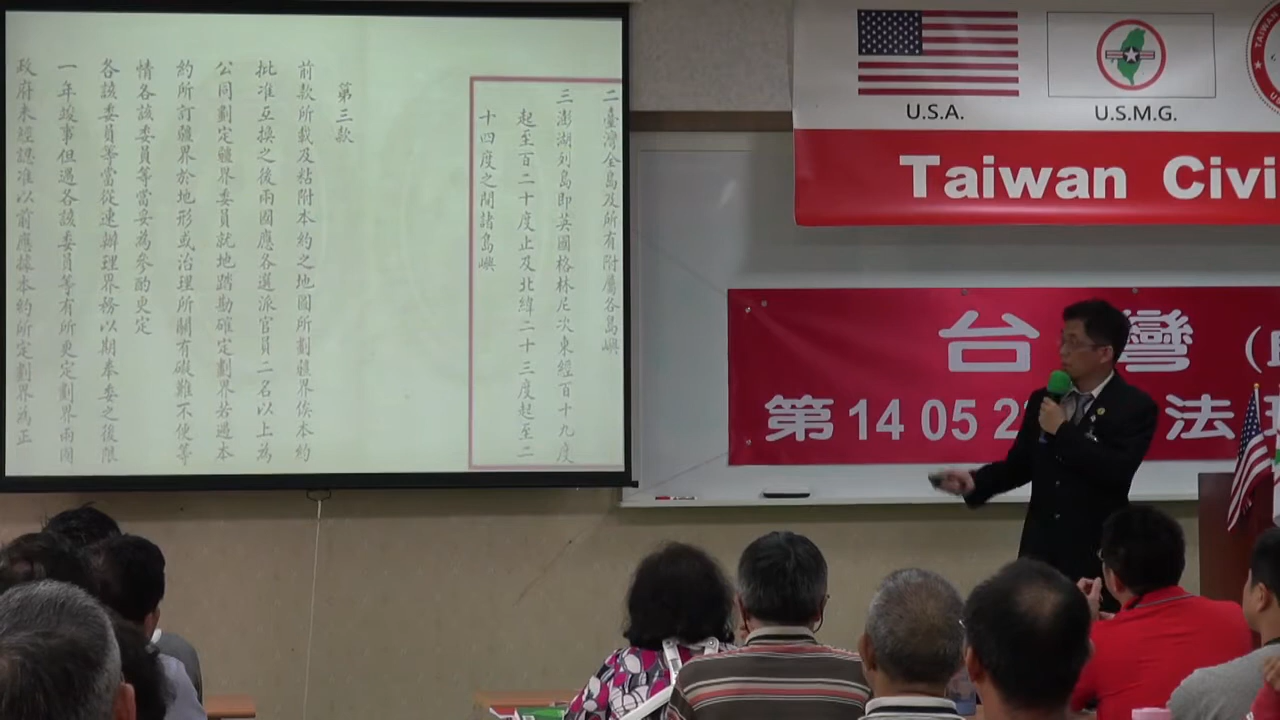 二臺灣全島及所有附屬各島嶼
三澎湖列島即英國格林尼次東經百十九度
起至百二十度止及北緯二十三度起至二
十四度之間諸島嶼
第三款
前款所載及粘附本約之地圖所劃疆界俟本約
批准互換之後兩國應各選派官員二名以上為
公同劃定疆界委員就地踏勘確定劃界若遇本
約所訂疆界於地形或治理所關有礙難不便等
情各該委員等當妥為參酌更定
各該委員等當從速辦理界務以期奉委之後限
一年竣事但遇各該委員等有所更定劃界兩國
政府未經認准以前應據本約所定劃界為正
U.S.A.
U.S.M.G.
TAIWAN
Taiwan Civi
台灣
第 14 05 2
法